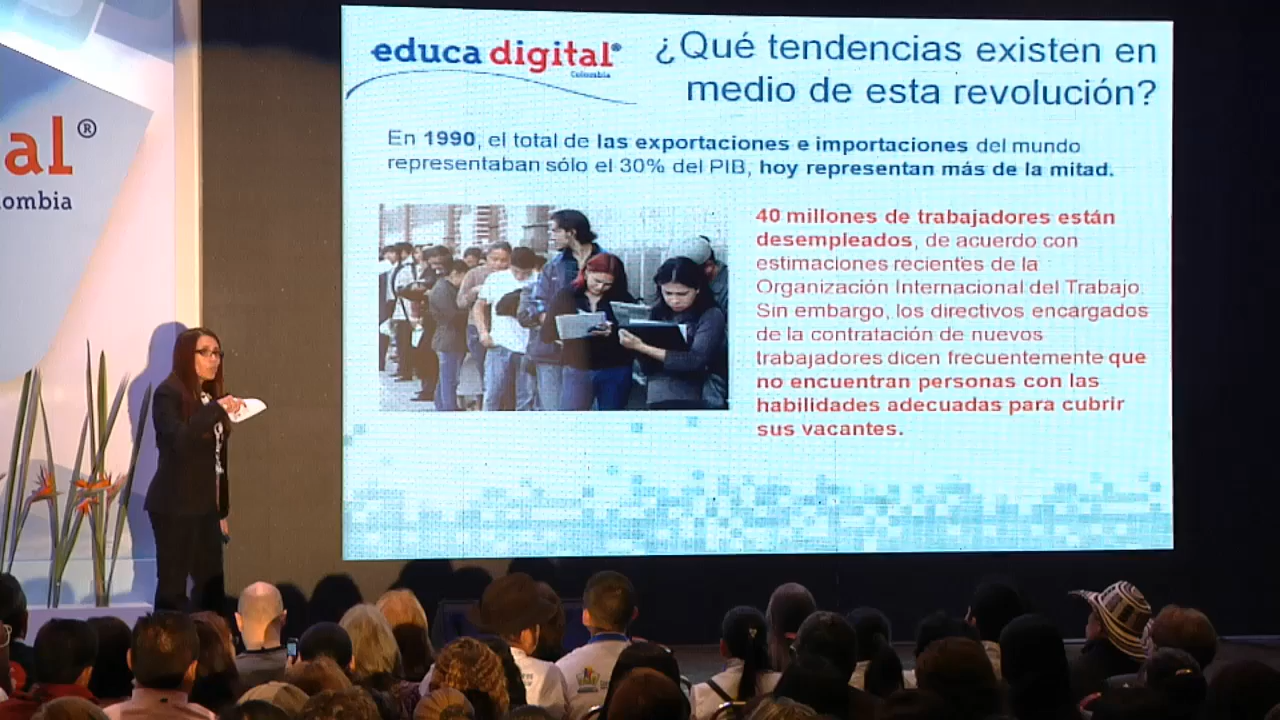 al®
ombia
educa digital®
Colombia
¿Qué tendencias existen en
medio de esta revolución?
En 1990, el total de las exportaciones e importaciones del mundo
representaban sólo el 30% del PIB, hoy representan más de la mitad.
40 millones de trabajadores están
desempleados, de acuerdo con
estimaciones recientes de la
Organización Internacional del Trabajo.
Sin embargo, los directivos encargados
de la contratación de nuevos
trabajadores dicen frecuentemente que
no encuentran personas con las
habilidades adecuadas para cubrir
sus vacantes.